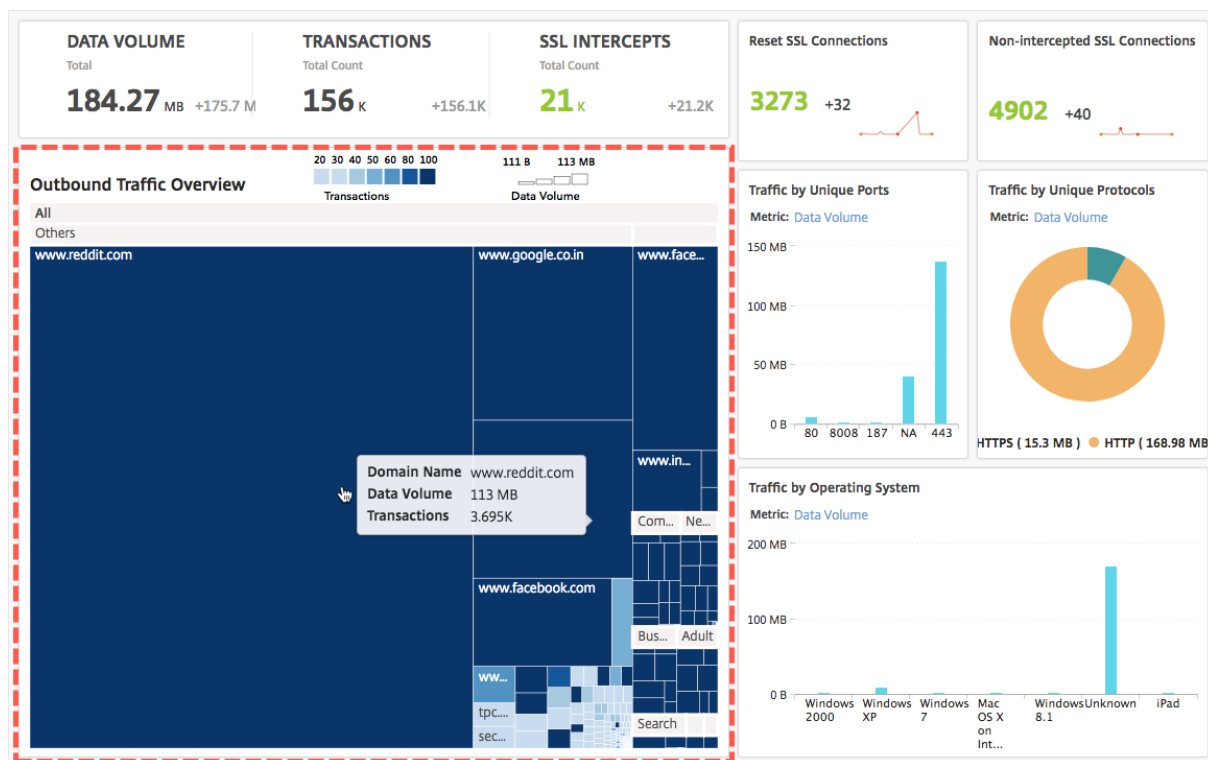 DATA VOLUME
Total
184.27 MB +175.7 M
TRANSACTIONS
Total Count
156 K +156.1K
SSL INTERCEPTS
Total Count
21 K +21.2K
Reset SSL Connections
3273 +32
Non-intercepted SSL Connections
4902 +40
Outbound Traffic Overview
20 30 40 50 60 80 100
Transactions
111 B 113 MB
Data Volume
All
Others
www.reddit.com
www.google.co.in
www.face...
www.in...
Domain Name www.reddit.com
Data Volume 113 MB
Transactions 3.695K
Com... Ne...
www.facebook.com
Bus... Adult
ww...
tpc....
sec...
Search
Traffic by Unique Ports
Metric: Data Volume
150 MB
100 MB
50 MB
0 B
80 8008 187 NA 443
Traffic by Unique Protocols
Metric: Data Volume
HTTPS ( 15.3 MB ) HTTP ( 168.98 MB
Traffic by Operating System
Metric: Data Volume
200 MB
100 MB
0 B
Windows 2000
Windows XP
Windows 7
Mac OS X on Int...
Windows 8.1
Unknown
iPad